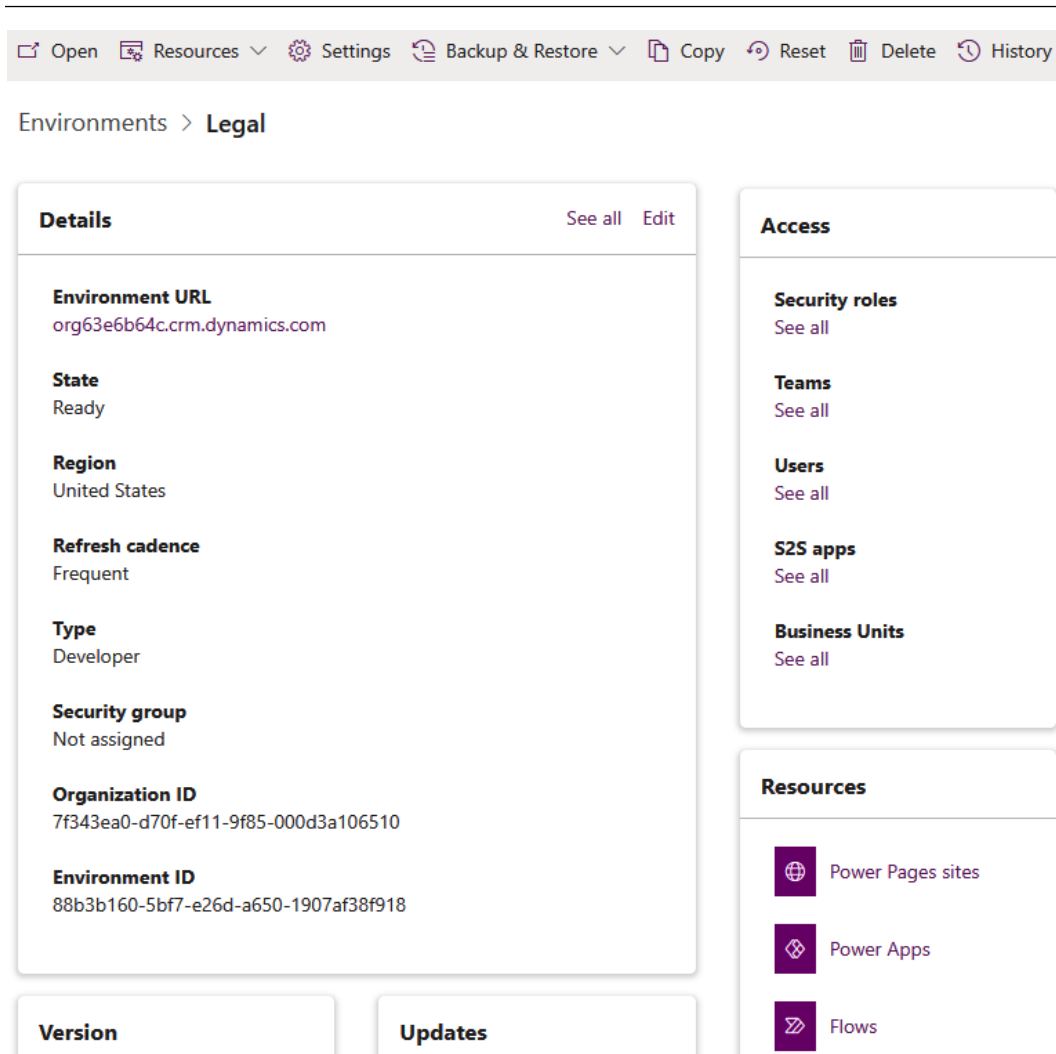 Open Resources Settings Backup & Restore Copy Reset Delete History
Environments > Legal
Details See all Edit
Environment URL
org63e6b64c.crm.dynamics.com
State
Ready
Region
United States
Refresh cadence
Frequent
Type
Developer
Security group
Not assigned
Organization ID
7f343ea0-d70f-ef11-9f85-000d3a106510
Environment ID
88b3b160-5bf7-e26d-a650-1907af38f918
Version
Updates
Access
Security roles
See all
Teams
See all
Users
See all
S2S apps
See all
Business Units
See all
Resources
Power Pages sites
Power Apps
Flows